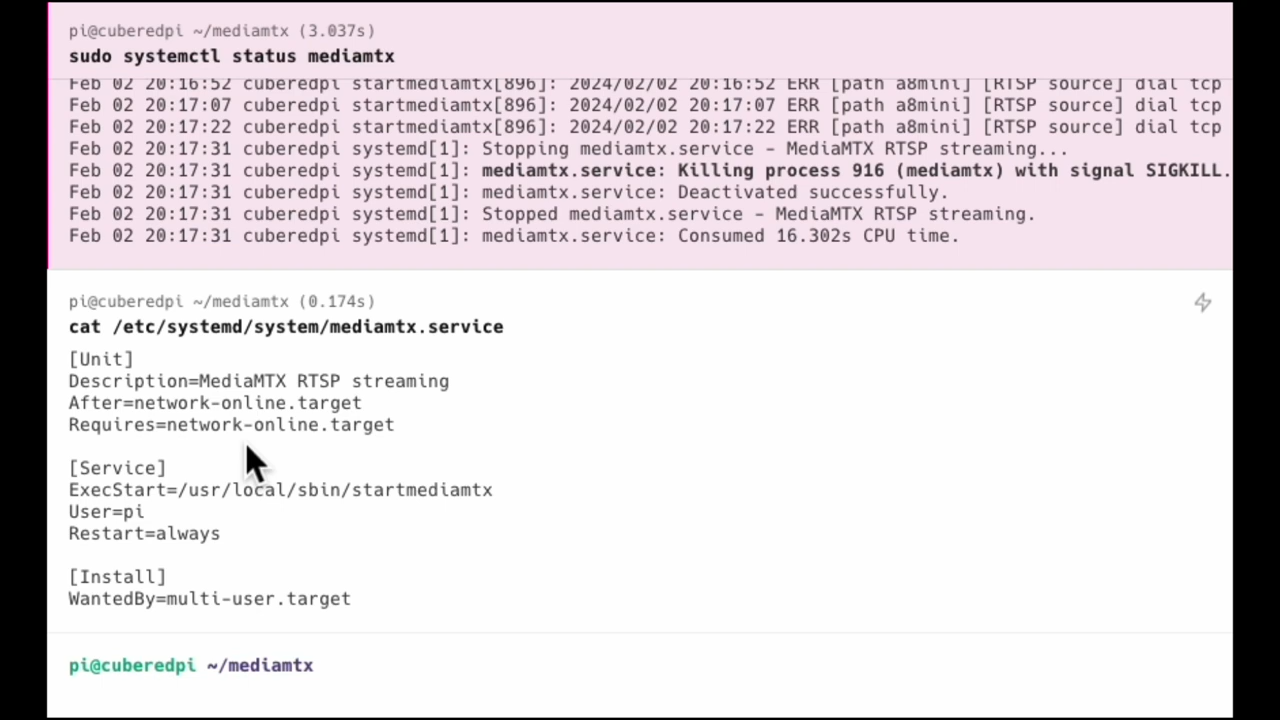 pi@cuberedpi ~/mediamtx (3.037s)
sudo systemctl status mediamtx
Feb 02 20:16:52 cuberedpi startmediamtx[896]: 2024/02/02 20:16:52 ERR [path a8mini] [RTSP source] dial tcp
Feb 02 20:17:07 cuberedpi startmediamtx[896]: 2024/02/02 20:17:07 ERR [path a8mini] [RTSP source] dial tcp
Feb 02 20:17:22 cuberedpi startmediamtx[896]: 2024/02/02 20:17:22 ERR [path a8mini] [RTSP source] dial tcp
Feb 02 20:17:31 cuberedpi systemd[1]: Stopping mediamtx.service - MediaMTX RTSP streaming...
Feb 02 20:17:31 cuberedpi systemd[1]: mediamtx.service: Killing process 916 (mediamtx) with signal SIGKILL.
Feb 02 20:17:31 cuberedpi systemd[1]: mediamtx.service: Deactivated successfully.
Feb 02 20:17:31 cuberedpi systemd[1]: Stopped mediamtx.service - MediaMTX RTSP streaming.
Feb 02 20:17:31 cuberedpi systemd[1]: mediamtx.service: Consumed 16.302s CPU time.
pi@cuberedpi ~/mediamtx (0.174s)
cat /etc/systemd/system/mediamtx.service
[Unit]
Description=MediaMTX RTSP streaming
After=network-online.target
Requires=network-online.target
[Service]
ExecStart=/usr/local/sbin/startmediamtx
User=pi
Restart=always
[Install]
WantedBy=multi-user.target
pi@cuberedpi ~/mediamtx